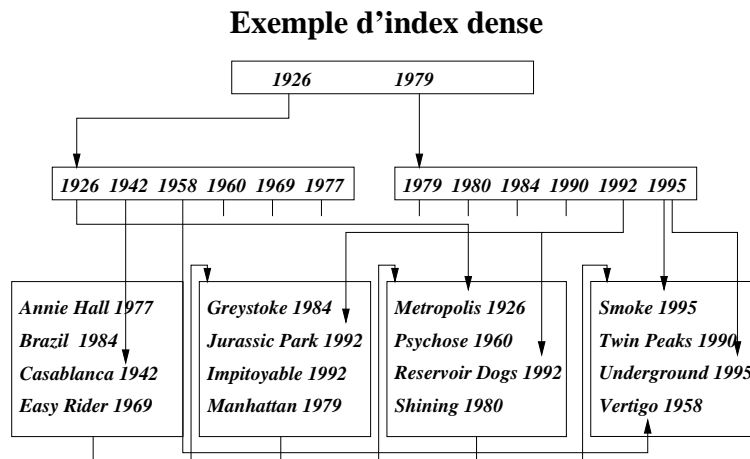 Exemple d'index dense
1926 1979
1926 1942 1958 1960 1969 1977
1979 1980 1984 1990 1992 1995
Annie Hall 1977
Brazil 1984
Casablanca 1942
Easy Rider 1969
Greystoke 1984
Jurassic Park 1992
Impitoyable 1992
Manhattan 1979
Metropolis 1926
Psychose 1960
Reservoir Dogs 1992
Shining 1980
Smoke 1995
Twin Peaks 1990
Underground 1995
Vertigo 1958